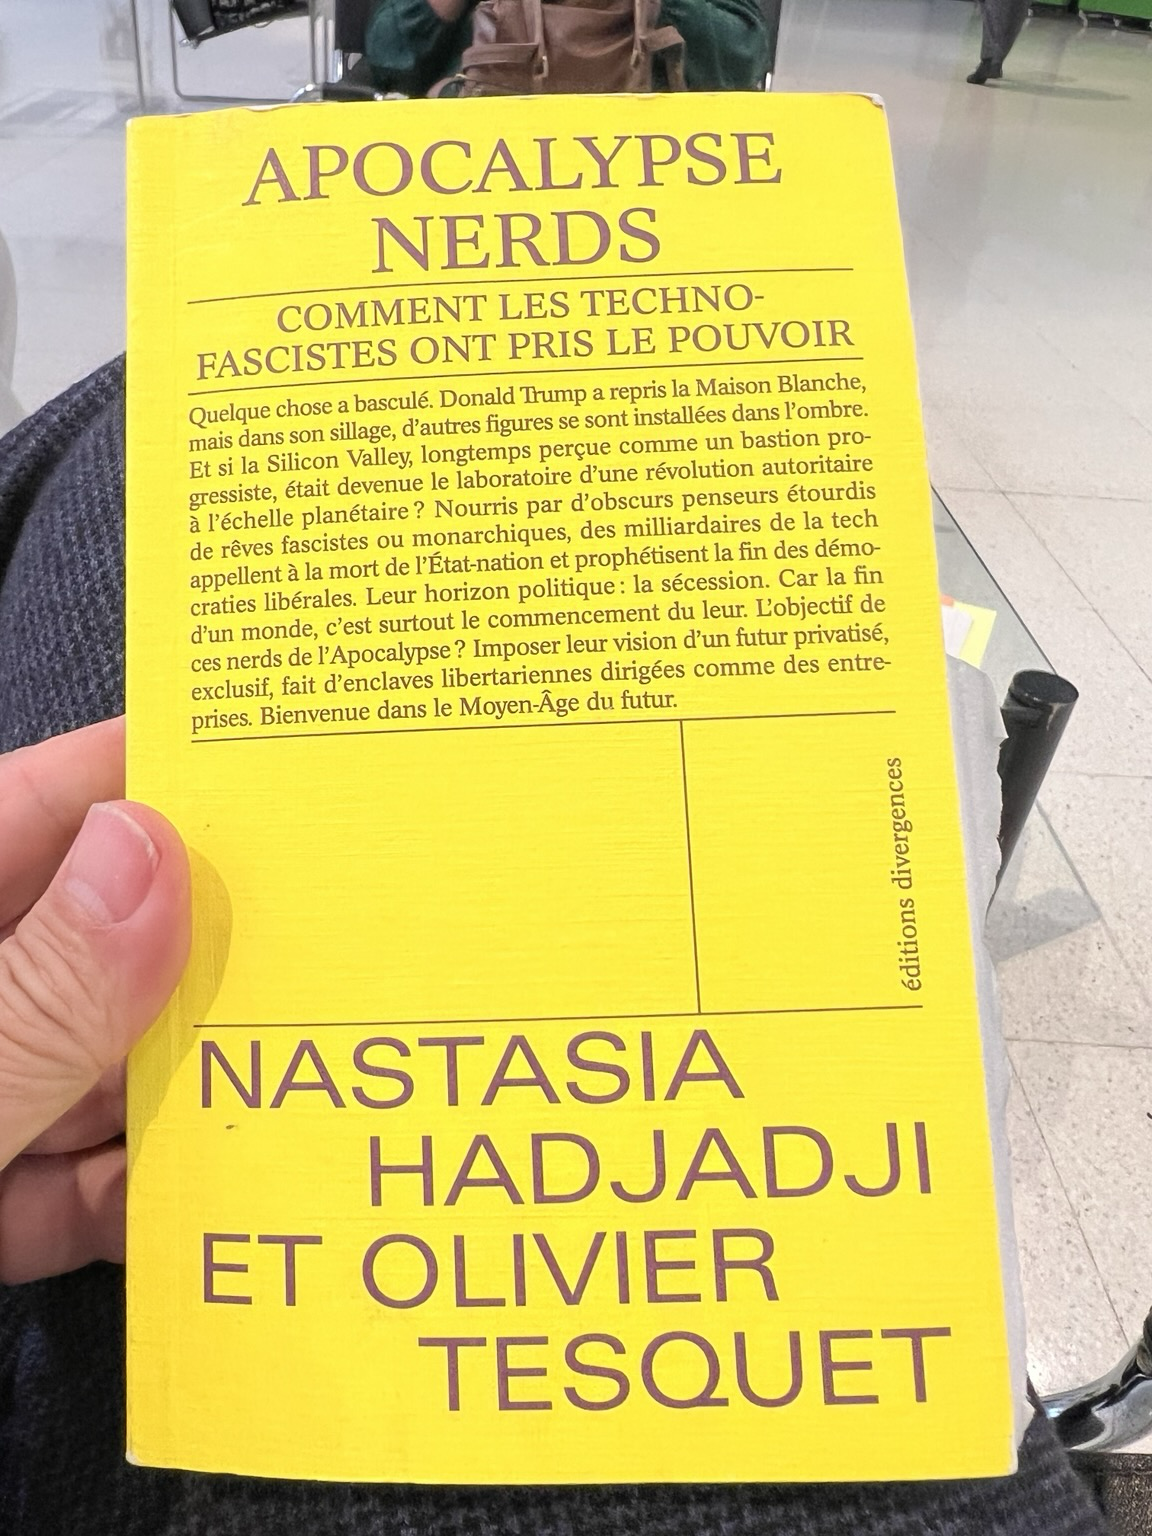 APOCALYPSE
NERDS
COMMENT LES TECHNO-
FASCISTES ONT PRIS LE POUVOIR
Quelque chose a basculé. Donald Trump a repris la Maison Blanche,
mais dans son sillage, d'autres figures se sont installées dans l'ombre.
Et si la Silicon Valley, longtemps perçue comme un bastion pro-
gressiste, était devenue le laboratoire d'une révolution autoritaire
à l'échelle planétaire ? Nourris par d'obscurs penseurs étourdis
de rêves fascistes ou monarchiques, des milliardaires de la tech
appellent à la mort de l'État-nation et prophétisent la fin des démo-
craties libérales. Leur horizon politique : la sécession. Car la fin
d'un monde, c'est surtout le commencement du leur. L'objectif de
ces nerds de l'Apocalypse ? Imposer leur vision d'un futur privatisé,
exclusif, fait d'enclaves libertariennes dirigées comme des entre-
prises. Bienvenue dans le Moyen-Âge du futur.
éditions divergences
NASTASIA
HADJADJI
ET OLIVIER
TESQUET